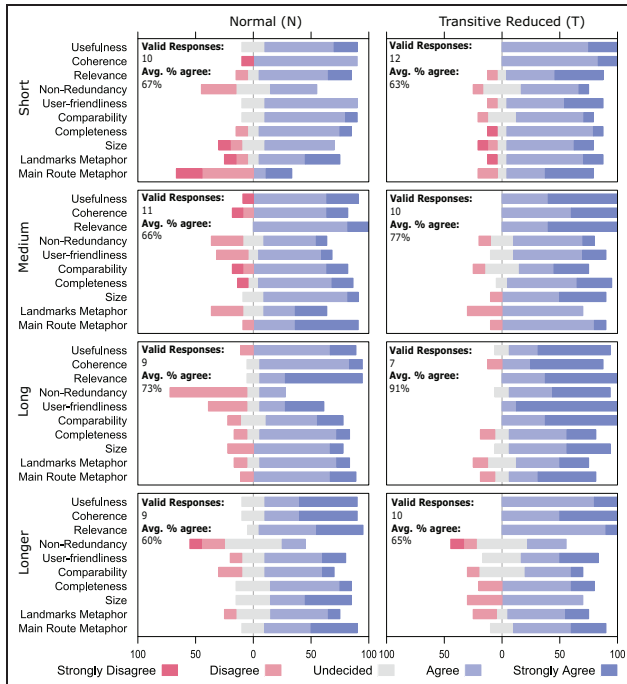 Normal (N)
Transitive Reduced (T)
Short
Usefulness
Coherence
Relevance
Non-Redundancy
User-friendliness
Comparability
Completeness
Size
Landmarks Metaphor
Main Route Metaphor
Valid Responses:
10
Avg. % agree:
67%
Valid Responses:
12
Avg. % agree:
63%
Medium
Usefulness
Coherence
Relevance
Non-Redundancy
User-friendliness
Comparability
Completeness
Size
Landmarks Metaphor
Main Route Metaphor
Valid Responses:
11
Avg. % agree:
66%
Valid Responses:
10
Avg. % agree:
77%
Long
Usefulness
Coherence
Relevance
Non-Redundancy
User-friendliness
Comparability
Completeness
Size
Landmarks Metaphor
Main Route Metaphor
Valid Responses:
9
Avg. % agree:
73%
Valid Responses:
7
Avg. % agree:
91%
Longer
Usefulness
Coherence
Relevance
Non-Redundancy
User-friendliness
Comparability
Completeness
Size
Landmarks Metaphor
Main Route Metaphor
Valid Responses:
9
Avg. % agree:
60%
Valid Responses:
10
Avg. % agree:
65%
100 50 0 50 100 50 0 50 100
Strongly Disagree Disagree Undecided Agree Strongly Agree